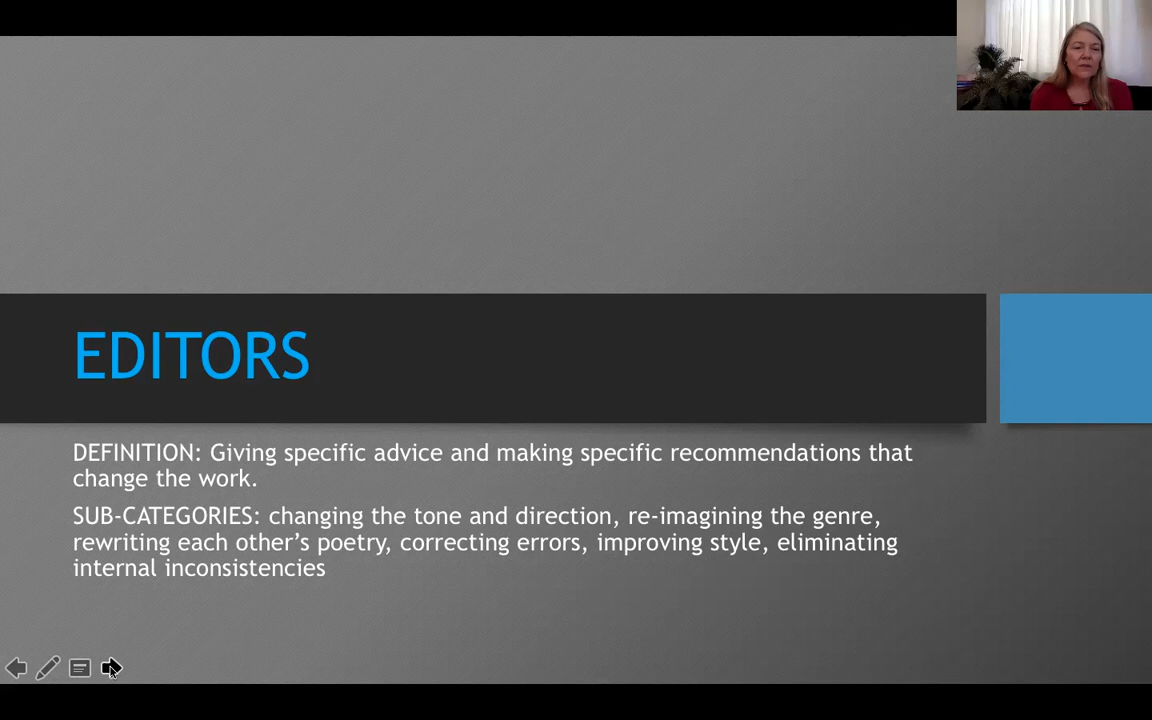 EDITORS
DEFINITION: Giving specific advice and making specific recommendations that
change the work.
SUB-CATEGORIES: changing the tone and direction, re-imagining the genre,
rewriting each other’s poetry, correcting errors, improving style, eliminating
internal inconsistencies